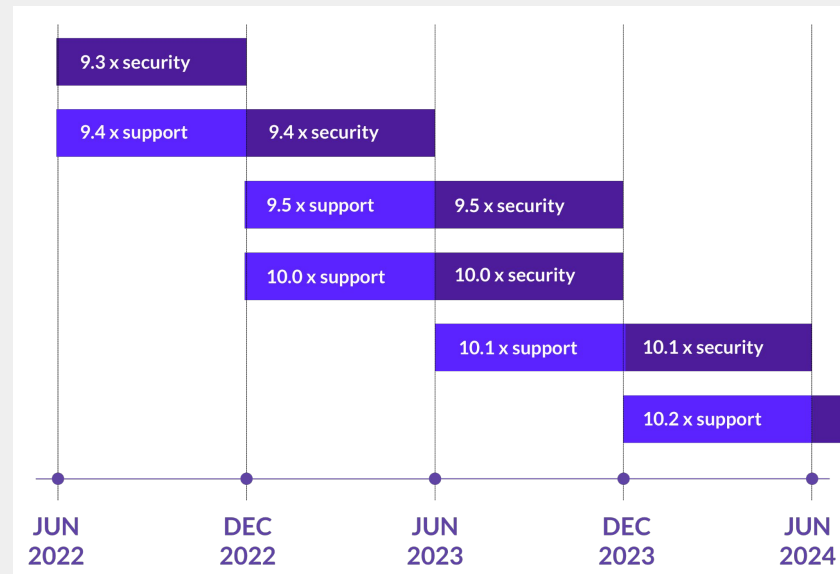 9.3 x security
9.4 x support
9.4 x security
9.5 x support
9.5 x security
10.0 x support
10.0 x security
10.1 x support
10.1 x security
10.2 x support
JUN
2022
DEC
2022
JUN
2023
DEC
2023
JUN
2024